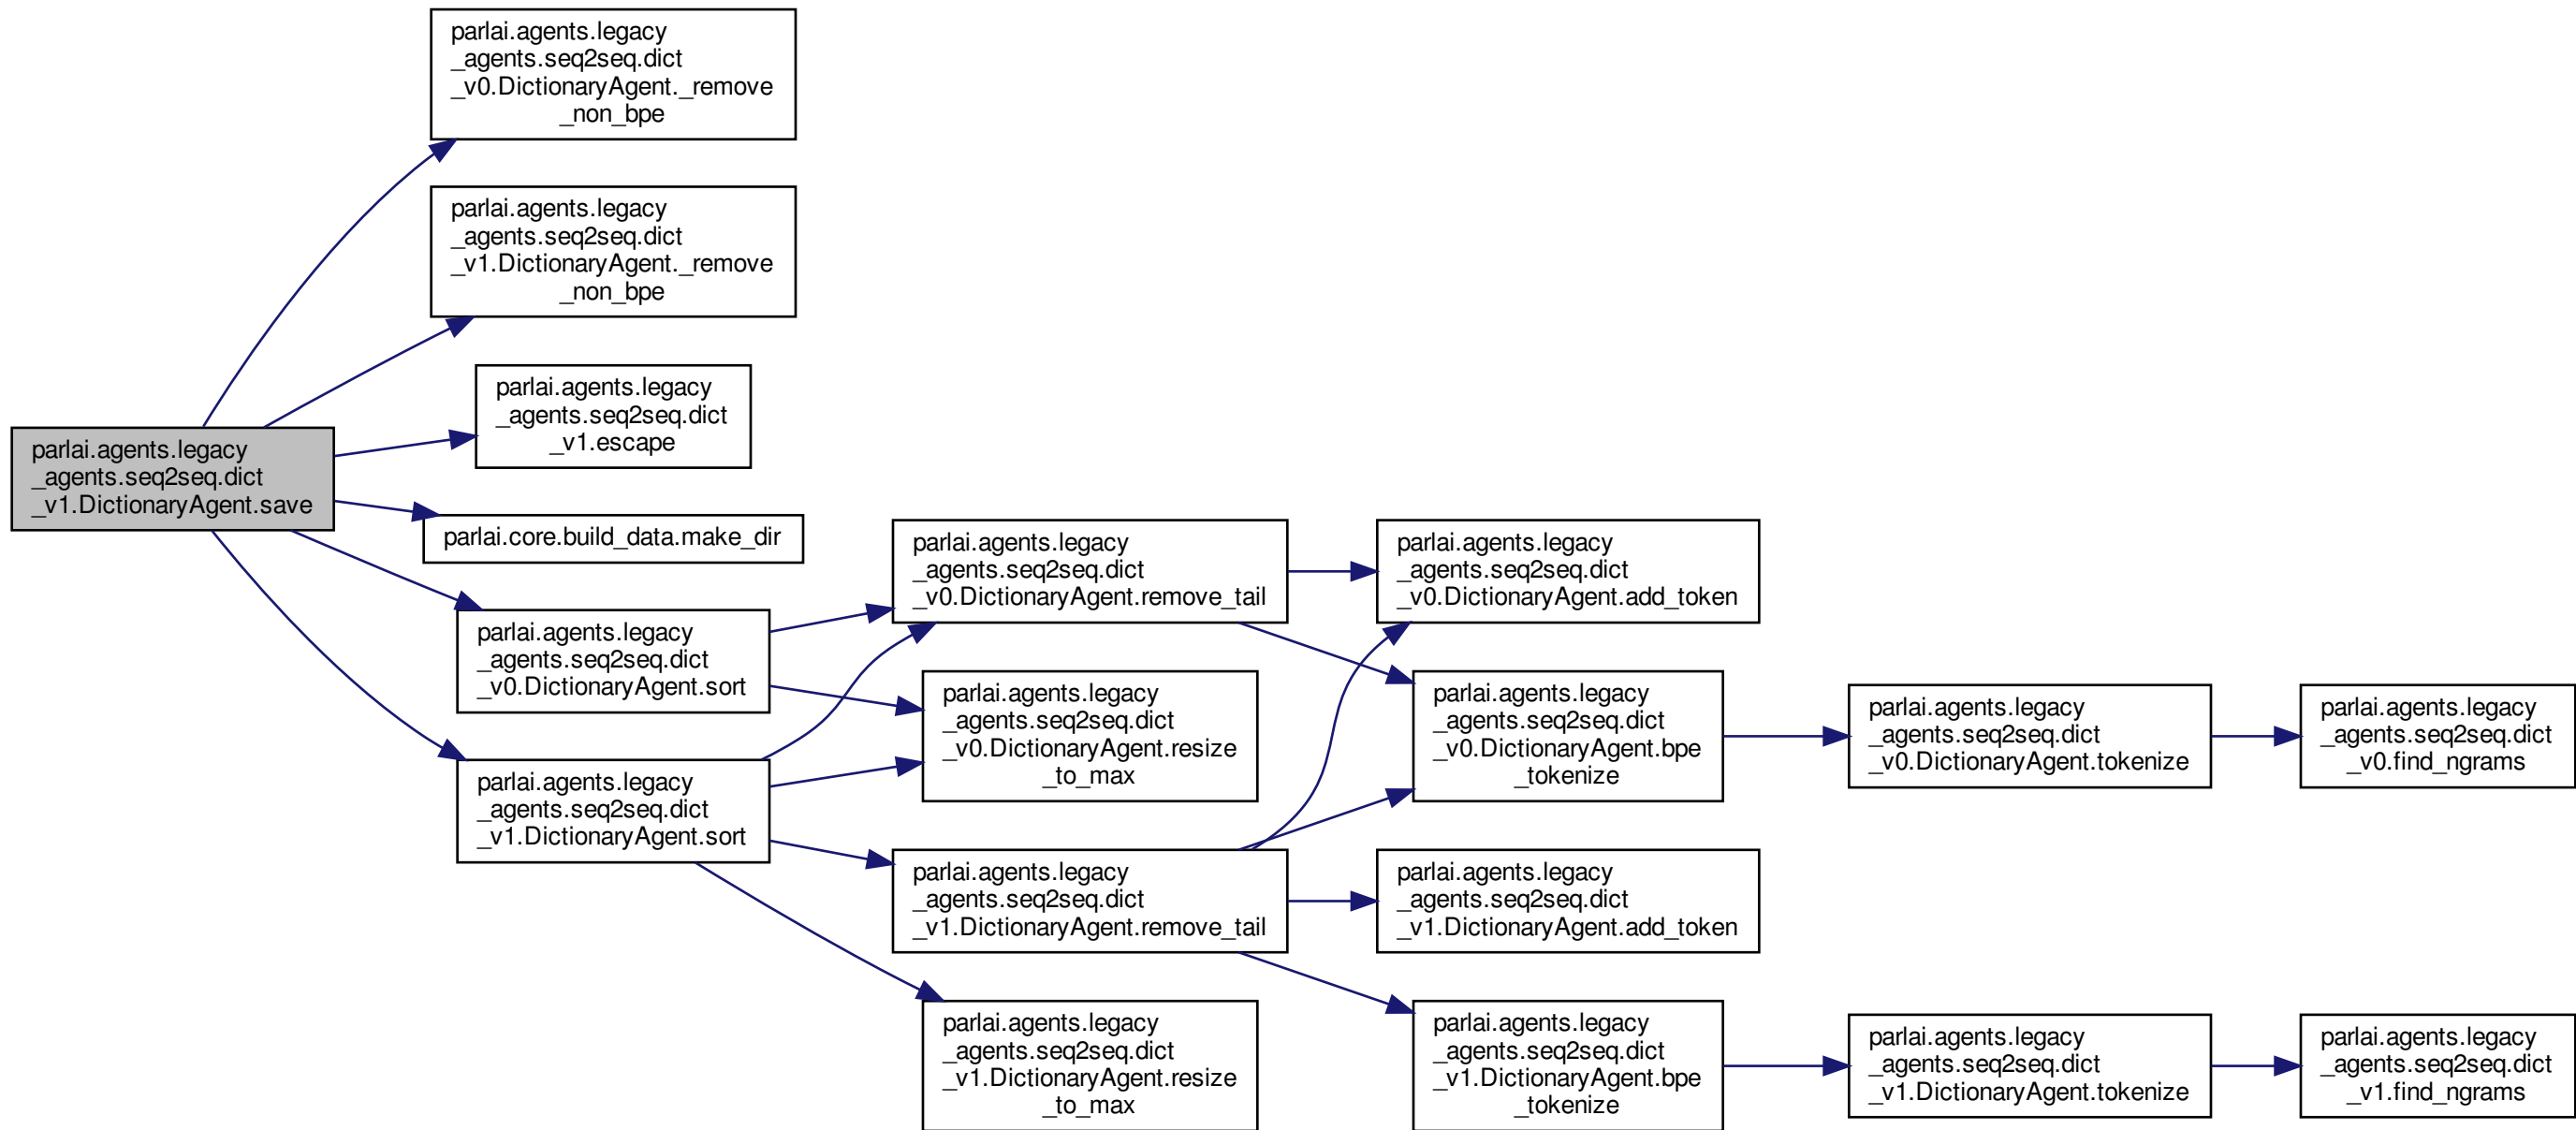 parlai.agents.legacy
_agents.seq2seq.dict
_v0.DictionaryAgent._remove
_non_bpe
parlai.agents.legacy
_agents.seq2seq.dict
_v1.DictionaryAgent._remove
_non_bpe
parlai.agents.legacy
_agents.seq2seq.dict
_v1.escape
parlai.agents.legacy
_agents.seq2seq.dict
_v1.DictionaryAgent.save
parlai.core.build_data.make_dir
parlai.agents.legacy
_agents.seq2seq.dict
_v0.DictionaryAgent.sort
parlai.agents.legacy
_agents.seq2seq.dict
_v1.DictionaryAgent.sort
parlai.agents.legacy
_agents.seq2seq.dict
_v0.DictionaryAgent.remove_tail
parlai.agents.legacy
_agents.seq2seq.dict
_v0.DictionaryAgent.resize
_to_max
parlai.agents.legacy
_agents.seq2seq.dict
_v1.DictionaryAgent.remove_tail
parlai.agents.legacy
_agents.seq2seq.dict
_v1.DictionaryAgent.resize
_to_max
parlai.agents.legacy
_agents.seq2seq.dict
_v0.DictionaryAgent.add_token
parlai.agents.legacy
_agents.seq2seq.dict
_v0.DictionaryAgent.bpe
_tokenize
parlai.agents.legacy
_agents.seq2seq.dict
_v1.DictionaryAgent.add_token
parlai.agents.legacy
_agents.seq2seq.dict
_v1.DictionaryAgent.bpe
_tokenize
parlai.agents.legacy
_agents.seq2seq.dict
_v0.DictionaryAgent.tokenize
parlai.agents.legacy
_agents.seq2seq.dict
_v1.DictionaryAgent.tokenize
parlai.agents.legacy
_agents.seq2seq.dict
_v0.find_ngrams
parlai.agents.legacy
_agents.seq2seq.dict
_v1.find_ngrams